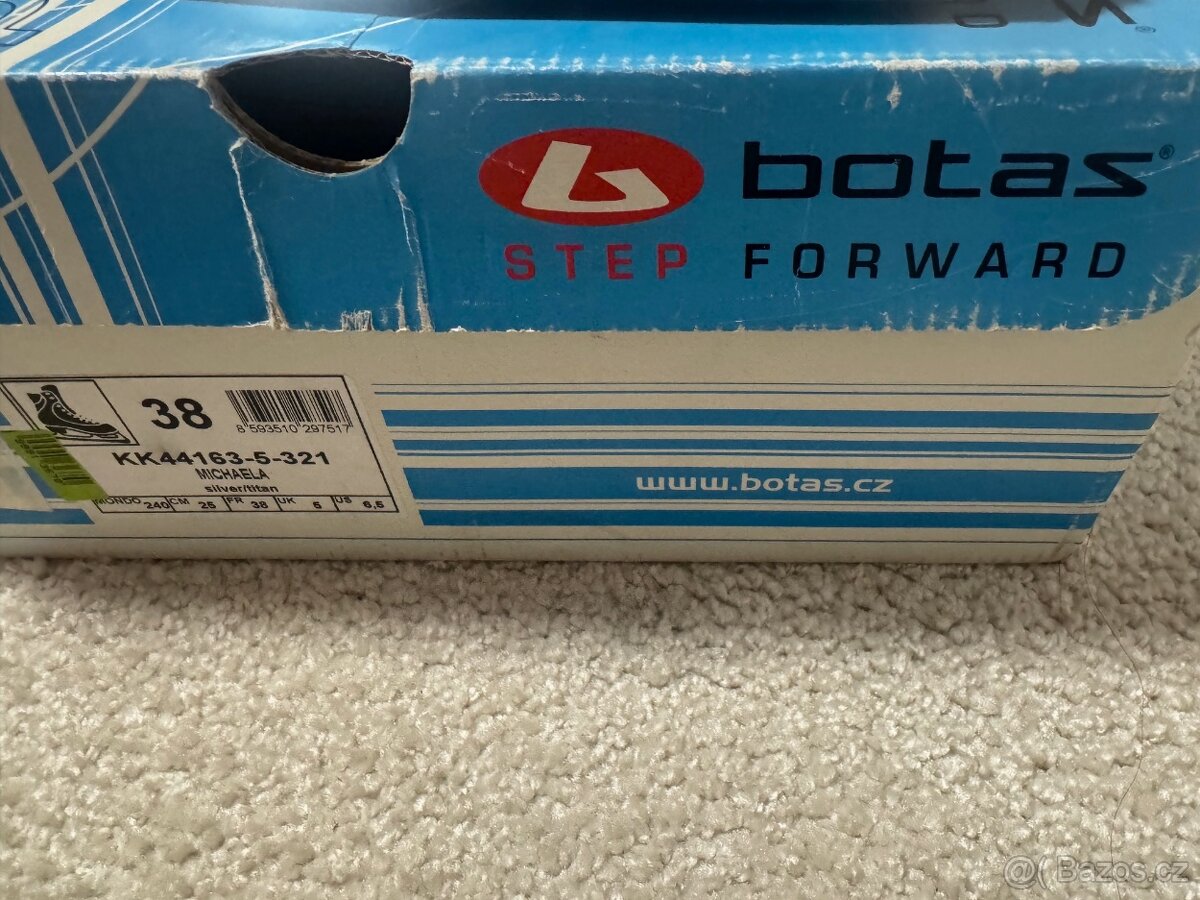 botas®
STEP FORWARD
38
8 593510 297517
KK44163-5-321
MICHAELA
silver/titan
MONDO 240 CM 25 FR 38 UK 5 US 6,5
www.botas.cz
@( Bazos.cz